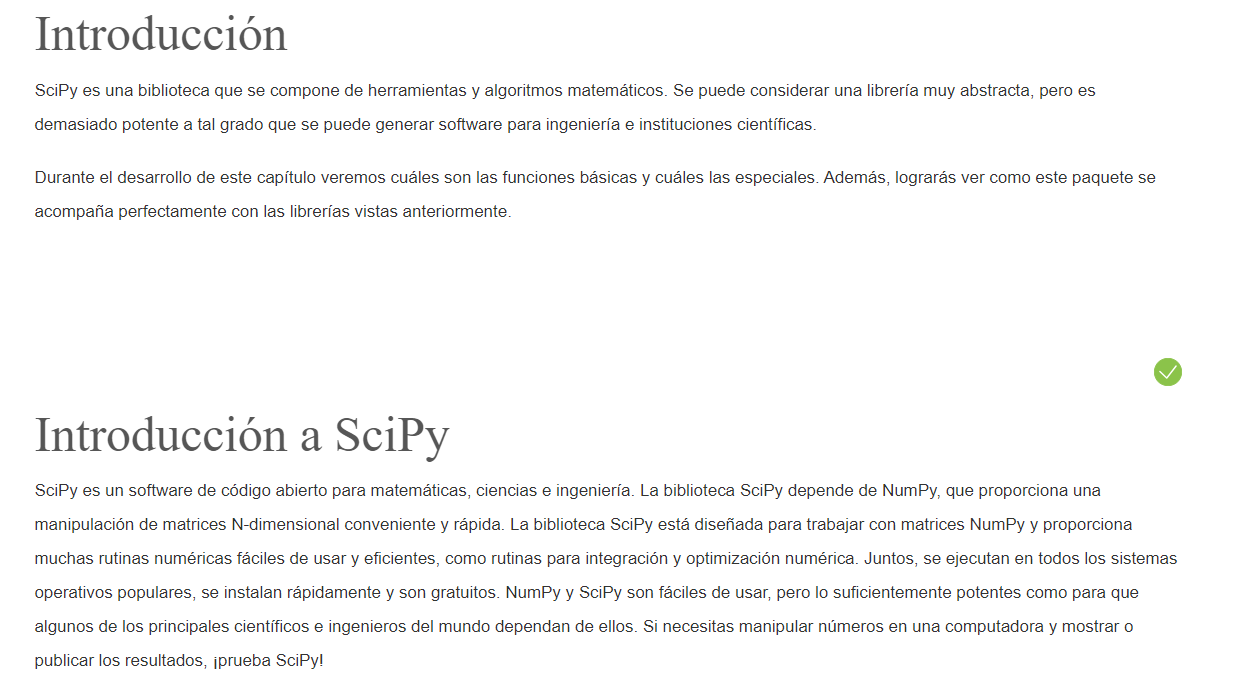 Introducción
SciPy es una biblioteca que se compone de herramientas y algoritmos matemáticos. Se puede considerar una librería muy abstracta, pero es
demasiado potente a tal grado que se puede generar software para ingeniería e instituciones científicas.
Durante el desarrollo de este capítulo veremos cuáles son las funciones básicas y cuáles las especiales. Además, lograrás ver como este paquete se
acompaña perfectamente con las librerías vistas anteriormente.
Introducción a SciPy
SciPy es un software de código abierto para matemáticas, ciencias e ingeniería. La biblioteca SciPy depende de NumPy, que proporciona una
manipulación de matrices N-dimensional conveniente y rápida. La biblioteca SciPy está diseñada para trabajar con matrices NumPy y proporciona
muchas rutinas numéricas fáciles de usar y eficientes, como rutinas para integración y optimización numérica. Juntos, se ejecutan en todos los sistemas
operativos populares, se instalan rápidamente y son gratuitos. NumPy y SciPy son fáciles de usar, pero lo suficientemente potentes como para que
algunos de los principales científicos e ingenieros del mundo dependan de ellos. Si necesitas manipular números en una computadora y mostrar o
publicar los resultados, ¡prueba SciPy!